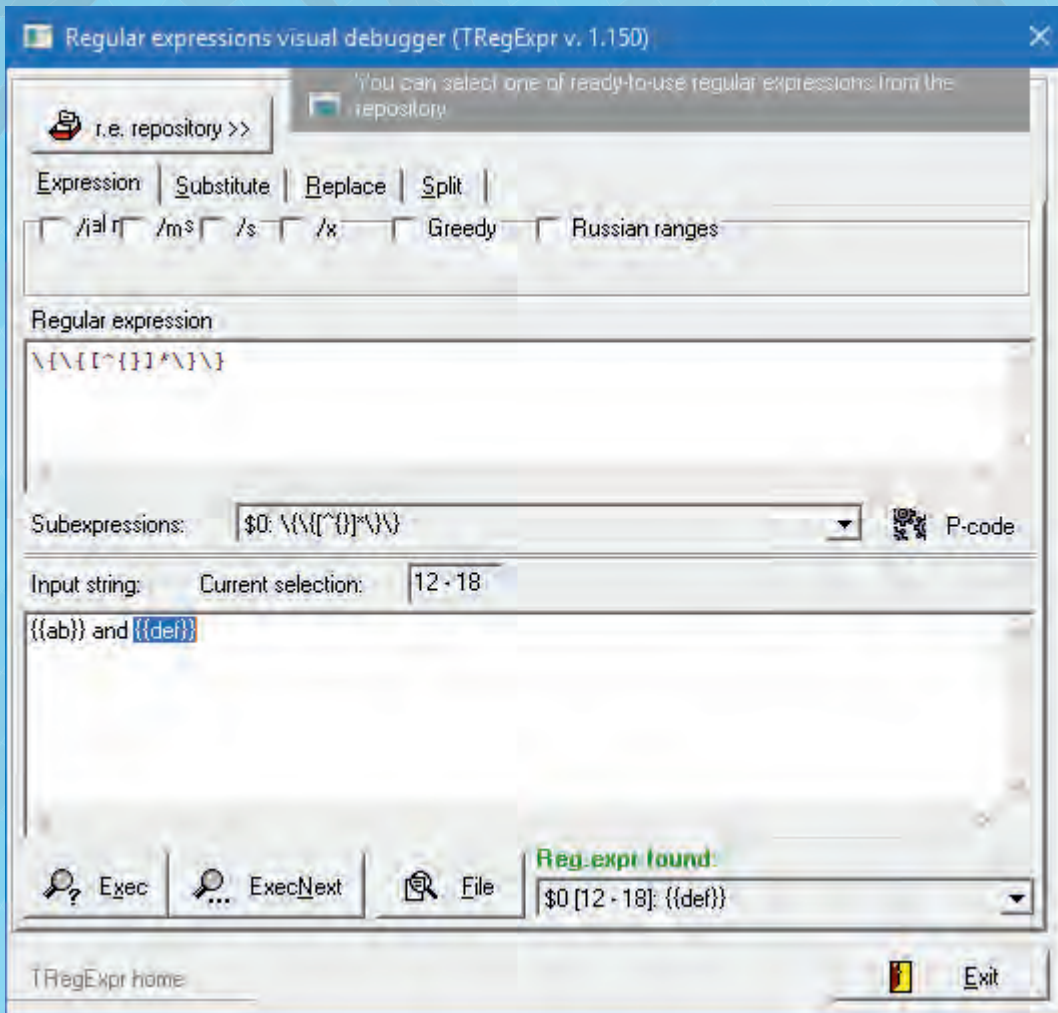 Regular expressions visual debugger (TRegExpr v. 1.150)
You can select one of ready-to-use regular expressions from the
repository
r.e. repository >>
Expression Substitute Replace Split
/i /m /s /x Greedy Russian ranges
Regular expression
\{\{[^{}]*\}\}
Subexpressions: $0: \{\{[^{}]*\}\} P-code
Input string: Current selection: 12 - 18
{{ab}} and {{def}}
Reg.expr found:
Exec ExecNext File $0 [12 - 18]: {{def}}
TRegExpr home Exit